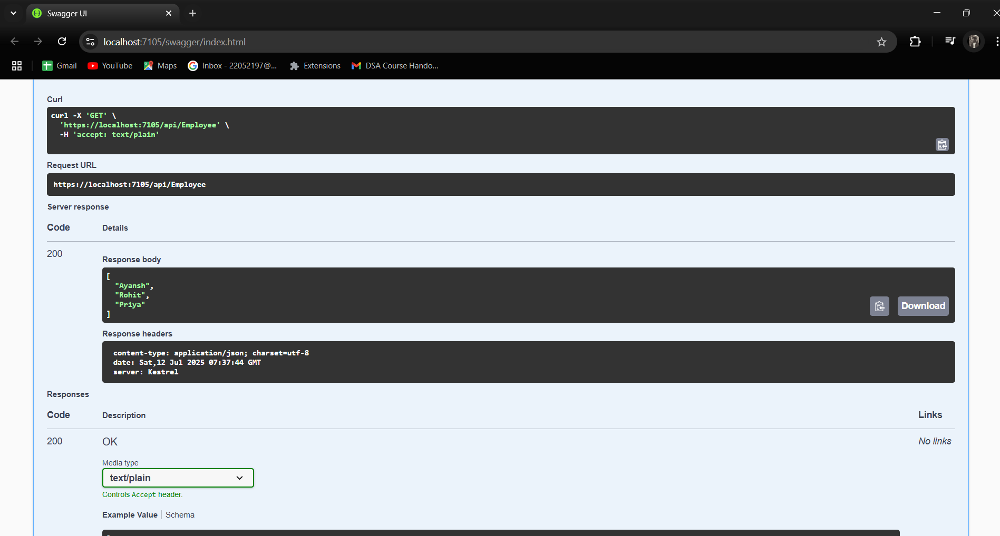 Swagger UI
localhost:7105/swagger/index.html
Gmail
YouTube
Maps
Inbox - 22052197@...
Extensions
DSA Course Hando...
Curl
curl -X 'GET' \
'https://localhost:7105/api/Employee' \
-H 'accept: text/plain'
Request URL
https://localhost:7105/api/Employee
Server response
Code Details
200
Response body
[
"Ayansh",
"Rohit",
"Priya"
]
Download
Response headers
content-type: application/json; charset=utf-8
date: Sat,12 Jul 2025 07:37:44 GMT
server: Kestrel
Responses
Code Description Links
200 OK No links
Media type
text/plain
Controls Accept header.
Example Value | Schema